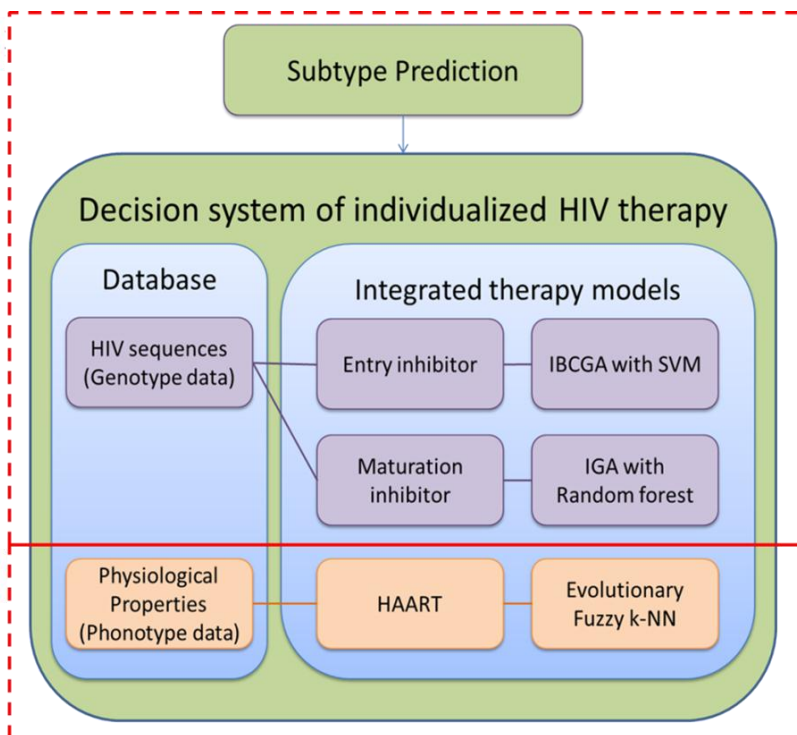 Subtype Prediction
Decision system of individualized HIV therapy
Database
Integrated therapy models
HIV sequences
(Genotype data)
Entry inhibitor
IBCGA with SVM
Maturation
inhibitor
IGA with
Random forest
Physiological
Properties
(Phonotype data)
HAART
Evolutionary
Fuzzy k-NN